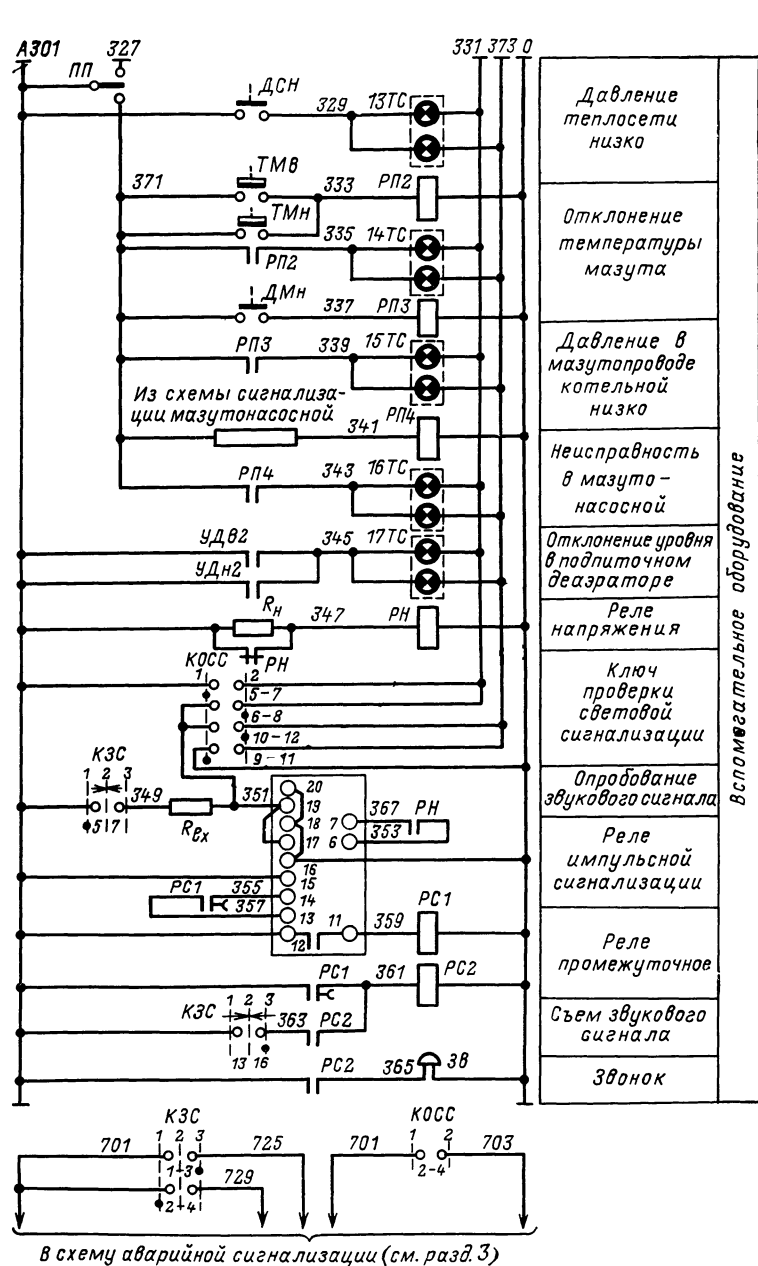 А301
327
331 373 0
ПП
ДСН
329
13ТС
Давление
теплосети
низко
371
ТМв
333
РП2
ТМн
335
14ТС
РП2
Отклонение
температуры
мазута
ДМн
337
РП3
РП3
339
15ТС
Давление в
мазутопроводе
котельной
низко
Из схемы сигнализа-
ции мазутонасосной
341
РП4
РП4
343
16ТС
Неисправность
в мазуто-
насосной
УДв2
345
17ТС
УДн2
Отклонение уровня
в подпиточном
деаэраторе
Rн
347
РН
РН
Реле
напряжения
КОСС
1
2
5-7
6-8
10-12
9-11
Ключ
проверки
световой
сигнализации
КЗС
1 2 3
349
5 7
Rвх
351
Опробование
звукового сигнала
20
19
18
17
16
15
14
13
12
7
6
11
367
353
РН
Реле
импульсной
сигнализации
РС1
355
357
359
РС1
Реле
промежуточное
РС1
361
РС2
КЗС
1 2 3
363
РС2
13 16
Съем звукового
сигнала
РС2
365
ЗВ
Звонок
Вспомогательное оборудование
КЗС
701
1 2 3
725
1-3
729
2-4
КОСС
701
1 2
703
2-4
В схему аварийной сигнализации (см. разд. 3)